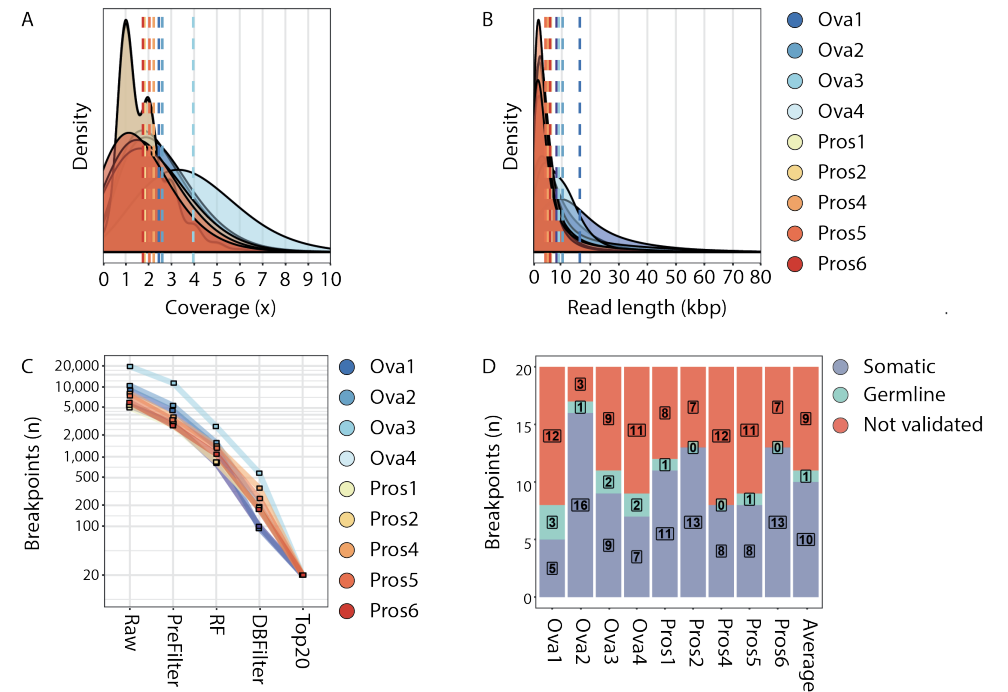 A
Density
0 1 2 3 4 5 6 7 8 9 10
Coverage (x)
B
Density
0 10 20 30 40 50 60 70 80
Read length (kbp)
Ova1
Ova2
Ova3
Ova4
Pros1
Pros2
Pros4
Pros5
Pros6
C
Breakpoints (n)
20,000
10,000
5,000
2,000
1,000
500
200
100
20
Raw
PreFilter
RF
DBFilter
Top20
Ova1
Ova2
Ova3
Ova4
Pros1
Pros2
Pros4
Pros5
Pros6
D
Breakpoints (n)
20
15
10
5
0
12 3 5
3 1 16
9 2 9
11 2 7
8 1 11
7 0 13
12 0 8
11 1 8
7 0 13
9 1 10
Ova1
Ova2
Ova3
Ova4
Pros1
Pros2
Pros4
Pros5
Pros6
Average
Somatic
Germline
Not validated